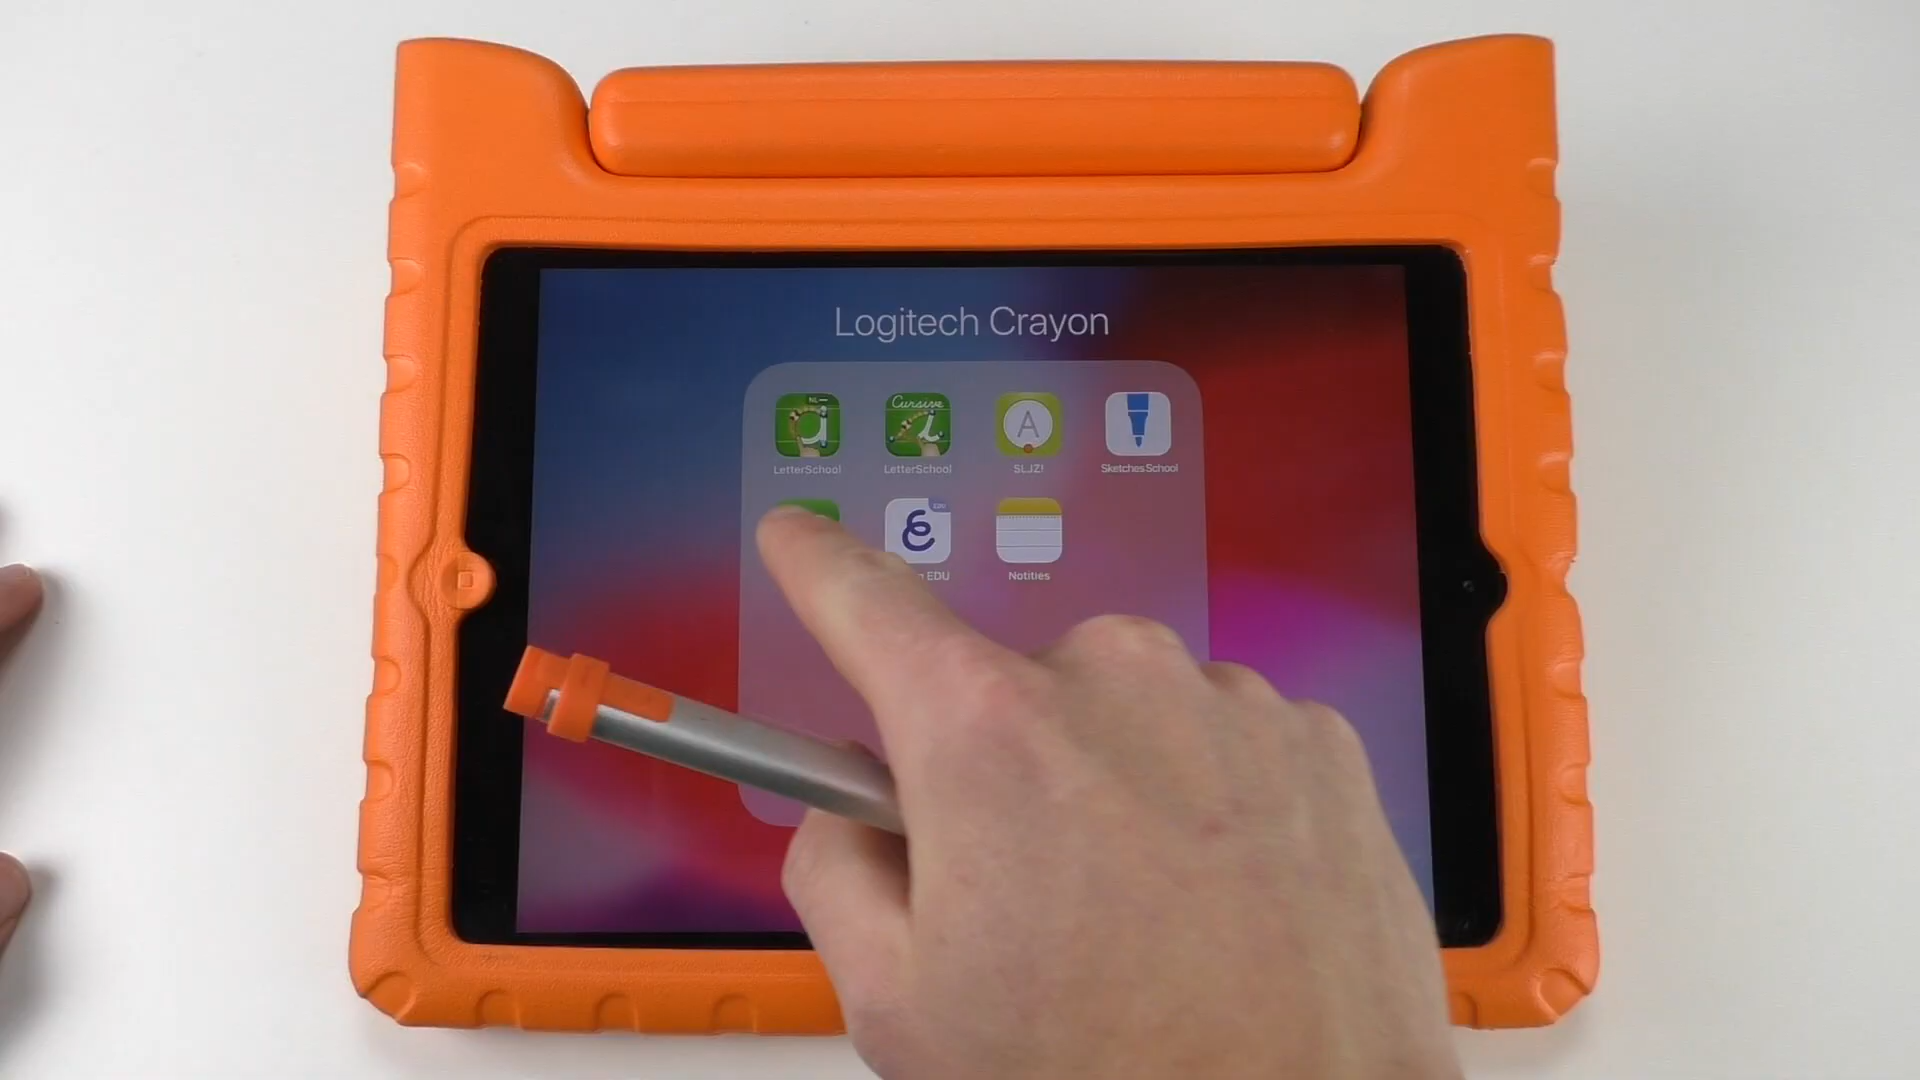 Logitech Crayon
NL
Cursive
A
LetterSchool
LetterSchool
SLJZ!
Sketches School
EDU
EDU
Notities